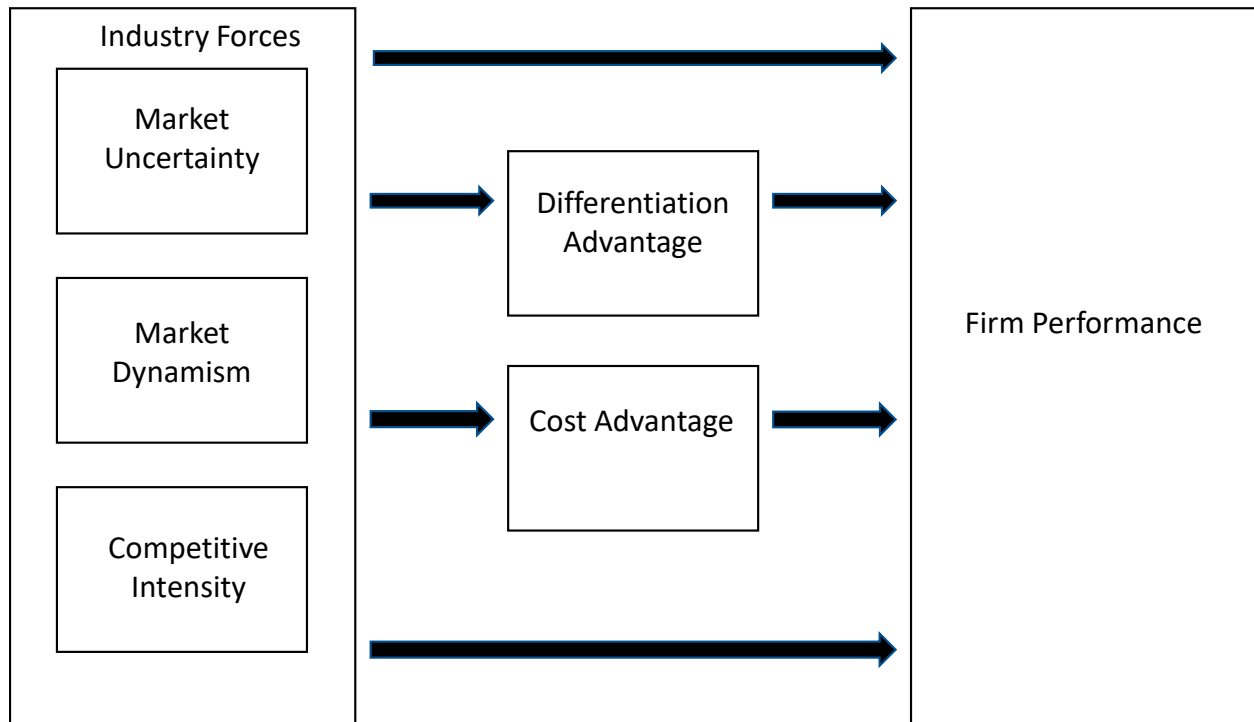 Industry Forces
Market
Uncertainty
Differentiation
Advantage
Market
Dynamism
Firm Performance
Cost Advantage
Competitive
Intensity